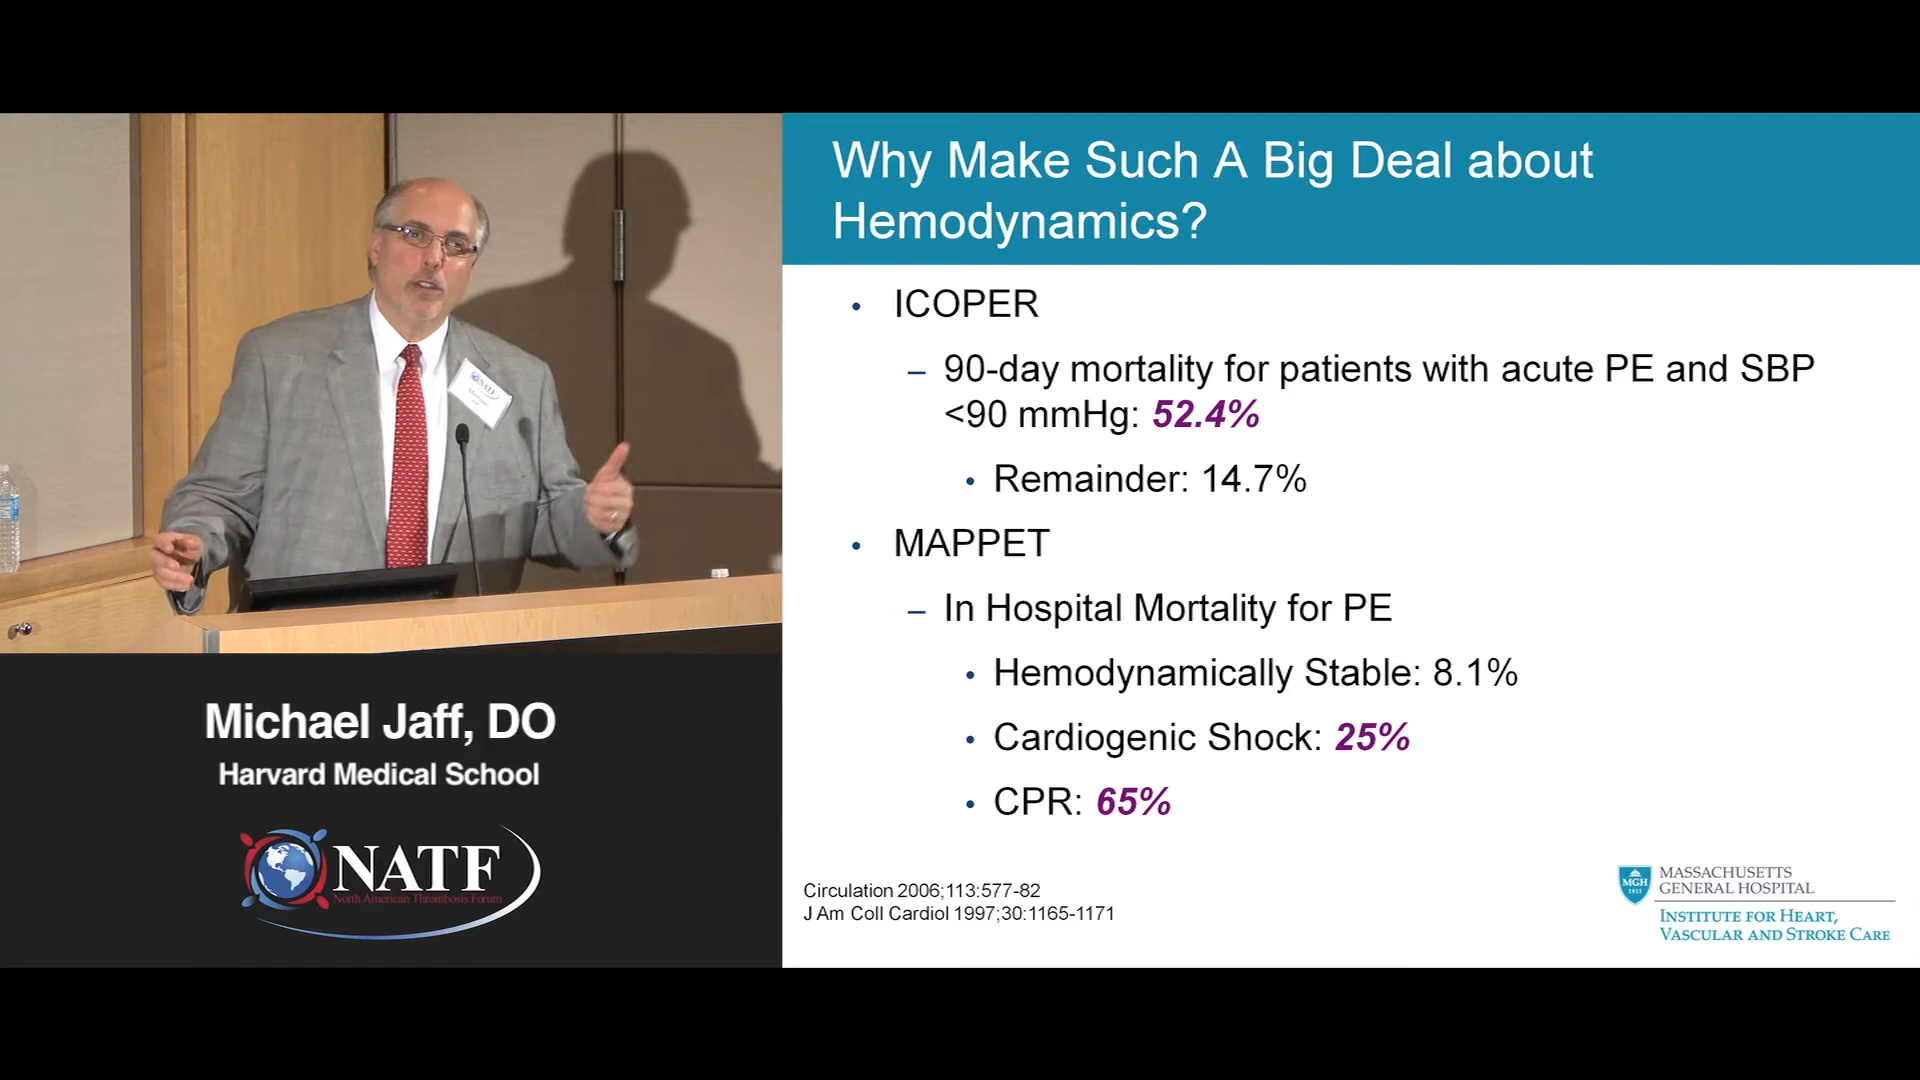 Why Make Such A Big Deal about
Hemodynamics?
• ICOPER
– 90-day mortality for patients with acute PE and SBP
<90 mmHg: 52.4%
• Remainder: 14.7%
• MAPPET
– In Hospital Mortality for PE
• Hemodynamically Stable: 8.1%
• Cardiogenic Shock: 25%
• CPR: 65%
Circulation 2006;113:577-82
J Am Coll Cardiol 1997;30:1165-1171
MGH
1811
MASSACHUSETTS
GENERAL HOSPITAL
INSTITUTE FOR HEART,
VASCULAR AND STROKE CARE
NATF
Michael Jaff, DO
Harvard Medical School
NATF
North American Thrombosis Forum